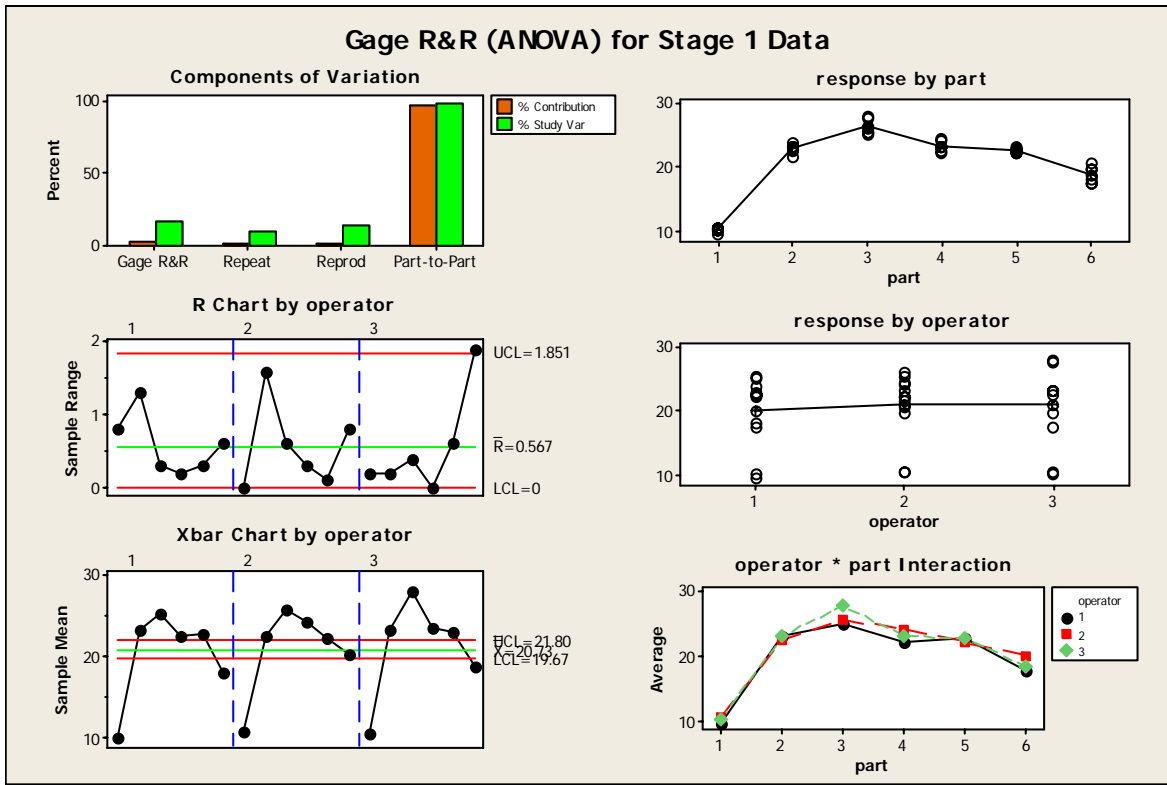 Gage R&R (ANOVA) for Stage 1 Data
Components of Variation
100
50
0
Percent
Gage R&R Repeat Reprod Part-to-Part
% Contribution
% Study Var
R Chart by operator
1 2 3
2
1
0
Sample Range
UCL=1.851
R=0.567
LCL=0
Xbar Chart by operator
1 2 3
30
20
10
Sample Mean
UCL=21.80
X=20.73
LCL=19.67
response by part
30
20
10
1 2 3 4 5 6
part
response by operator
30
20
10
1 2 3
operator
operator * part Interaction
30
20
10
Average
1 2 3 4 5 6
part
operator
1
2
3